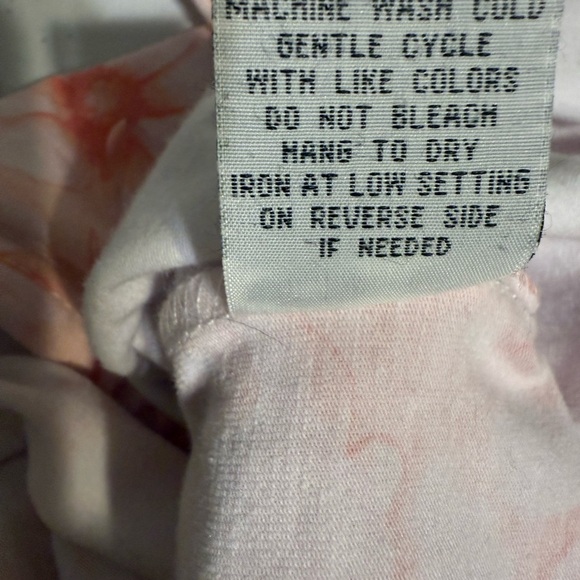 MACHINE WASH COLD
GENTLE CYCLE
WITH LIKE COLORS
DO NOT BLEACH
HANG TO DRY
IRON AT LOW SETTING
ON REVERSE SIDE
IF NEEDED